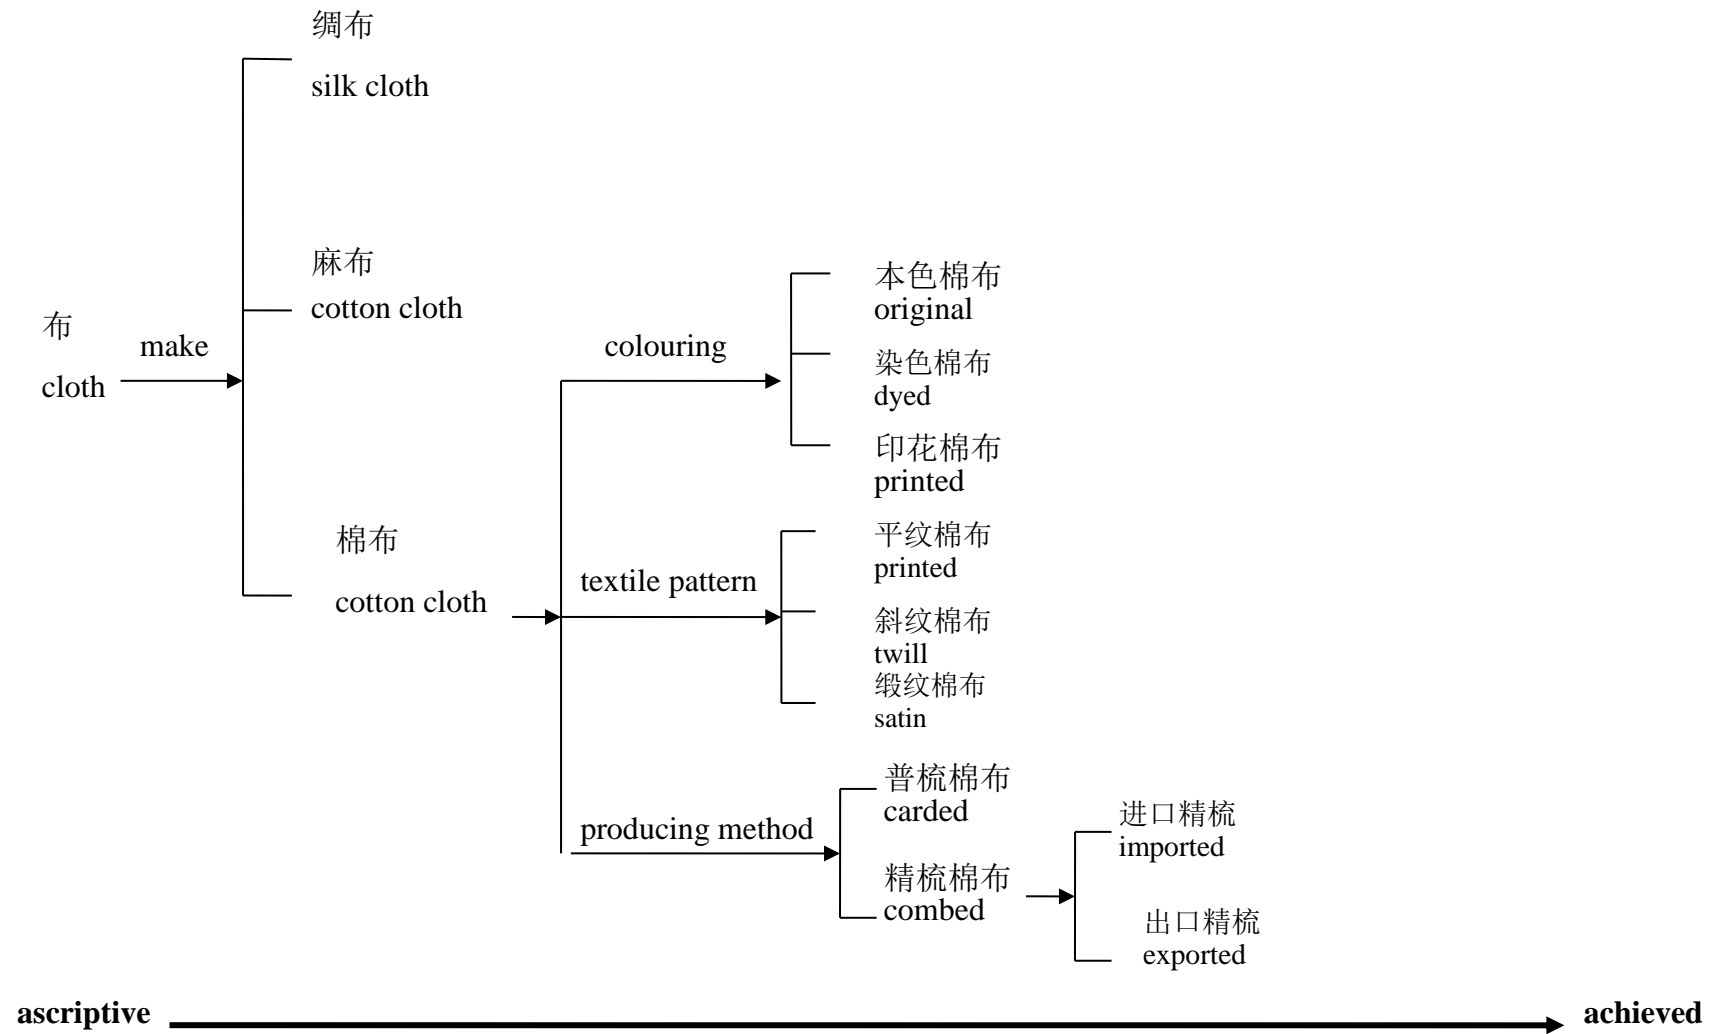 绸布
silk cloth
麻布
cotton cloth
布
cloth
make
棉布
cotton cloth
colouring
本色棉布
original
染色棉布
dyed
印花棉布
printed
textile pattern
平纹棉布
printed
斜纹棉布
twill
缎纹棉布
satin
producing method
普梳棉布
carded
精梳棉布
combed
进口精梳
imported
出口精梳
exported
ascriptive
achieved